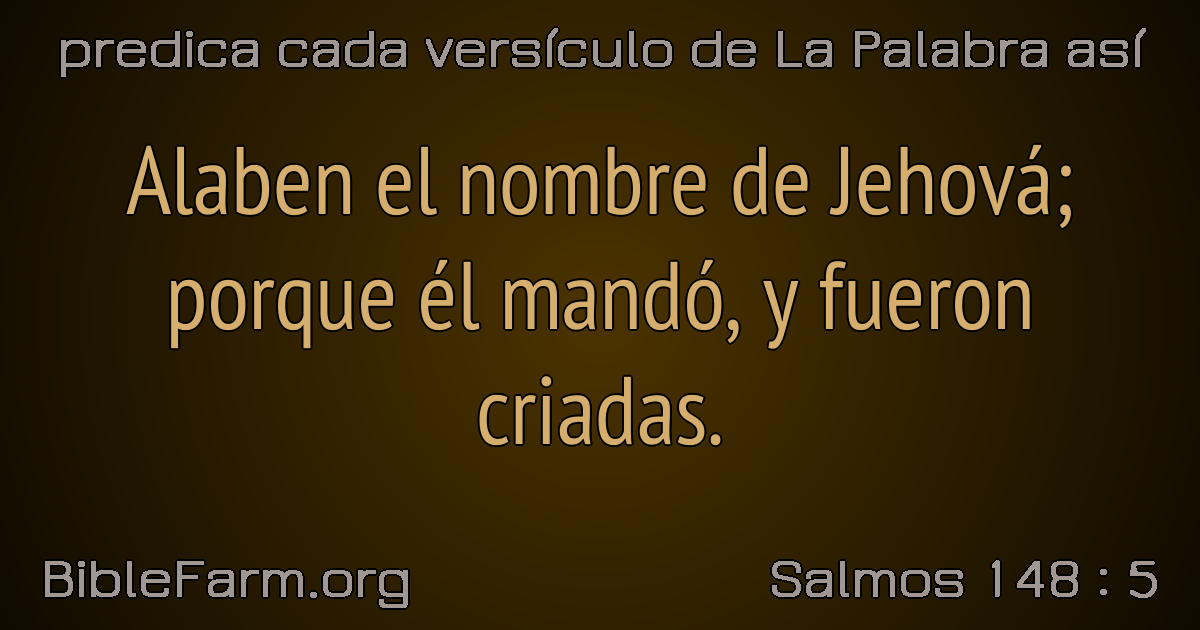 predica cada versículo de La Palabra así
Alaben el nombre de Jehová;
porque él mandó, y fueron
criadas.
BibleFarm.org
Salmos 148 : 5